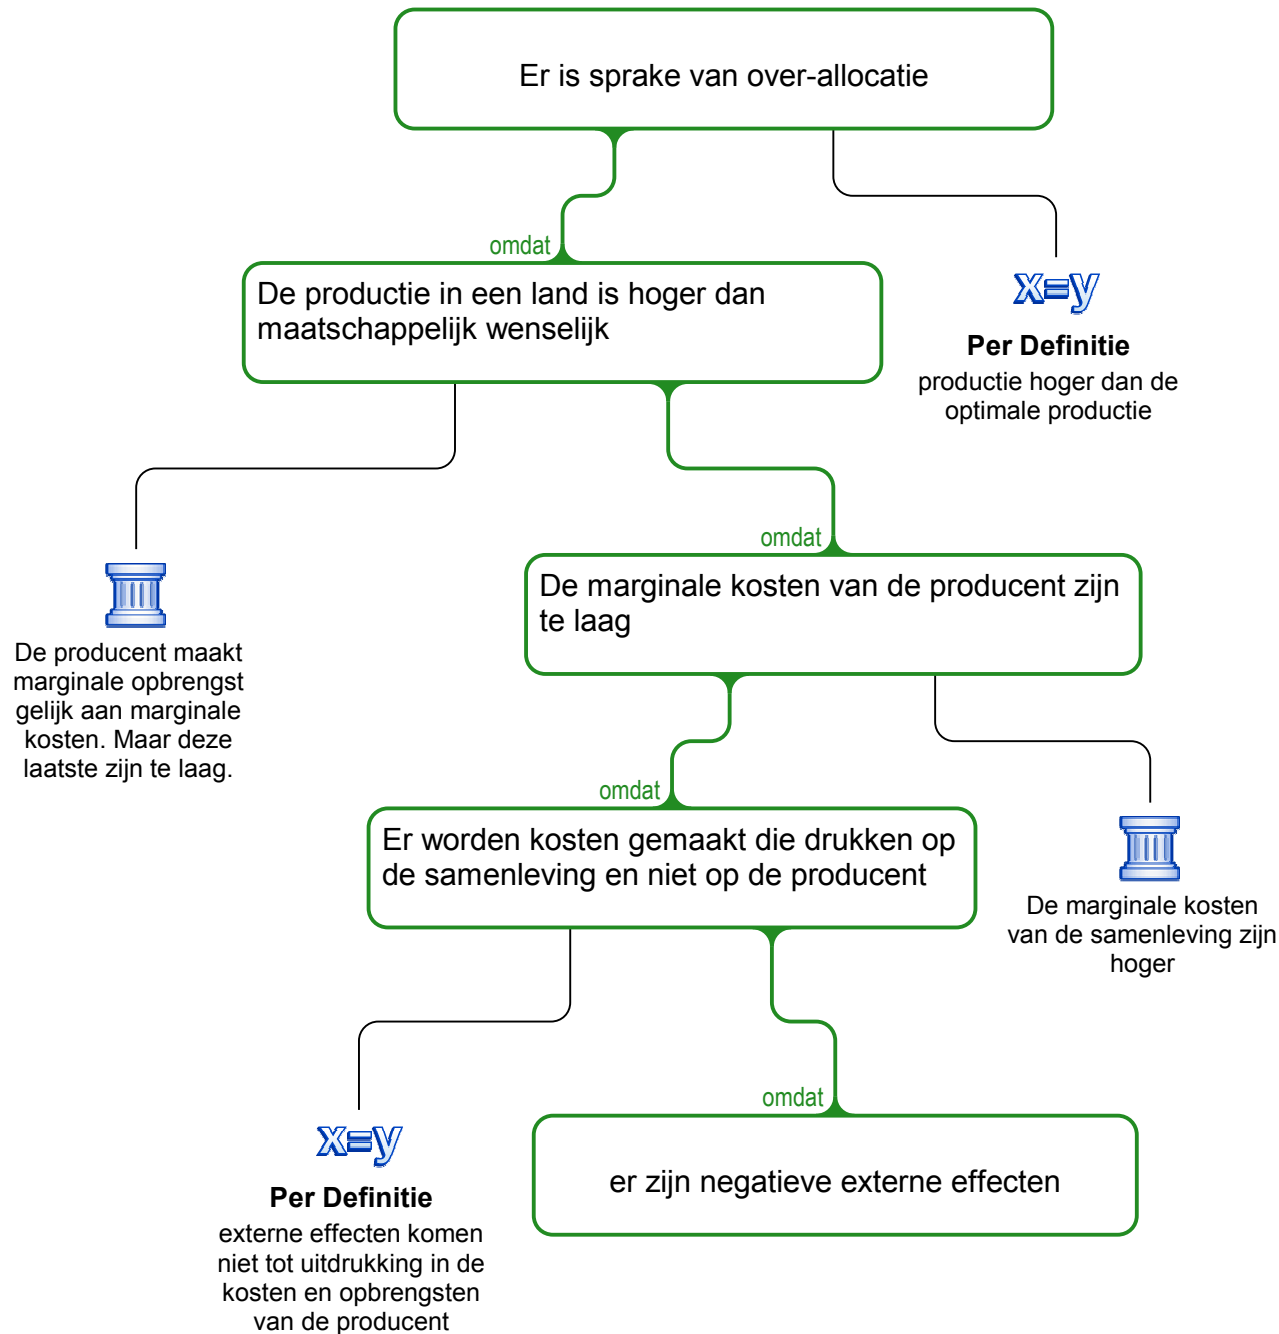 Er is sprake van over-allocatie
omdat
De productie in een land is hoger dan
maatschappelijk wenselijk
x=y
Per Definitie
productie hoger dan de
optimale productie
De producent maakt
marginale opbrengst
gelijk aan marginale
kosten. Maar deze
laatste zijn te laag.
omdat
De marginale kosten van de producent zijn
te laag
omdat
Er worden kosten gemaakt die drukken op
de samenleving en niet op de producent
De marginale kosten
van de samenleving zijn
hoger
x=y
Per Definitie
externe effecten komen
niet tot uitdrukking in de
kosten en opbrengsten
van de producent
omdat
er zijn negatieve externe effecten